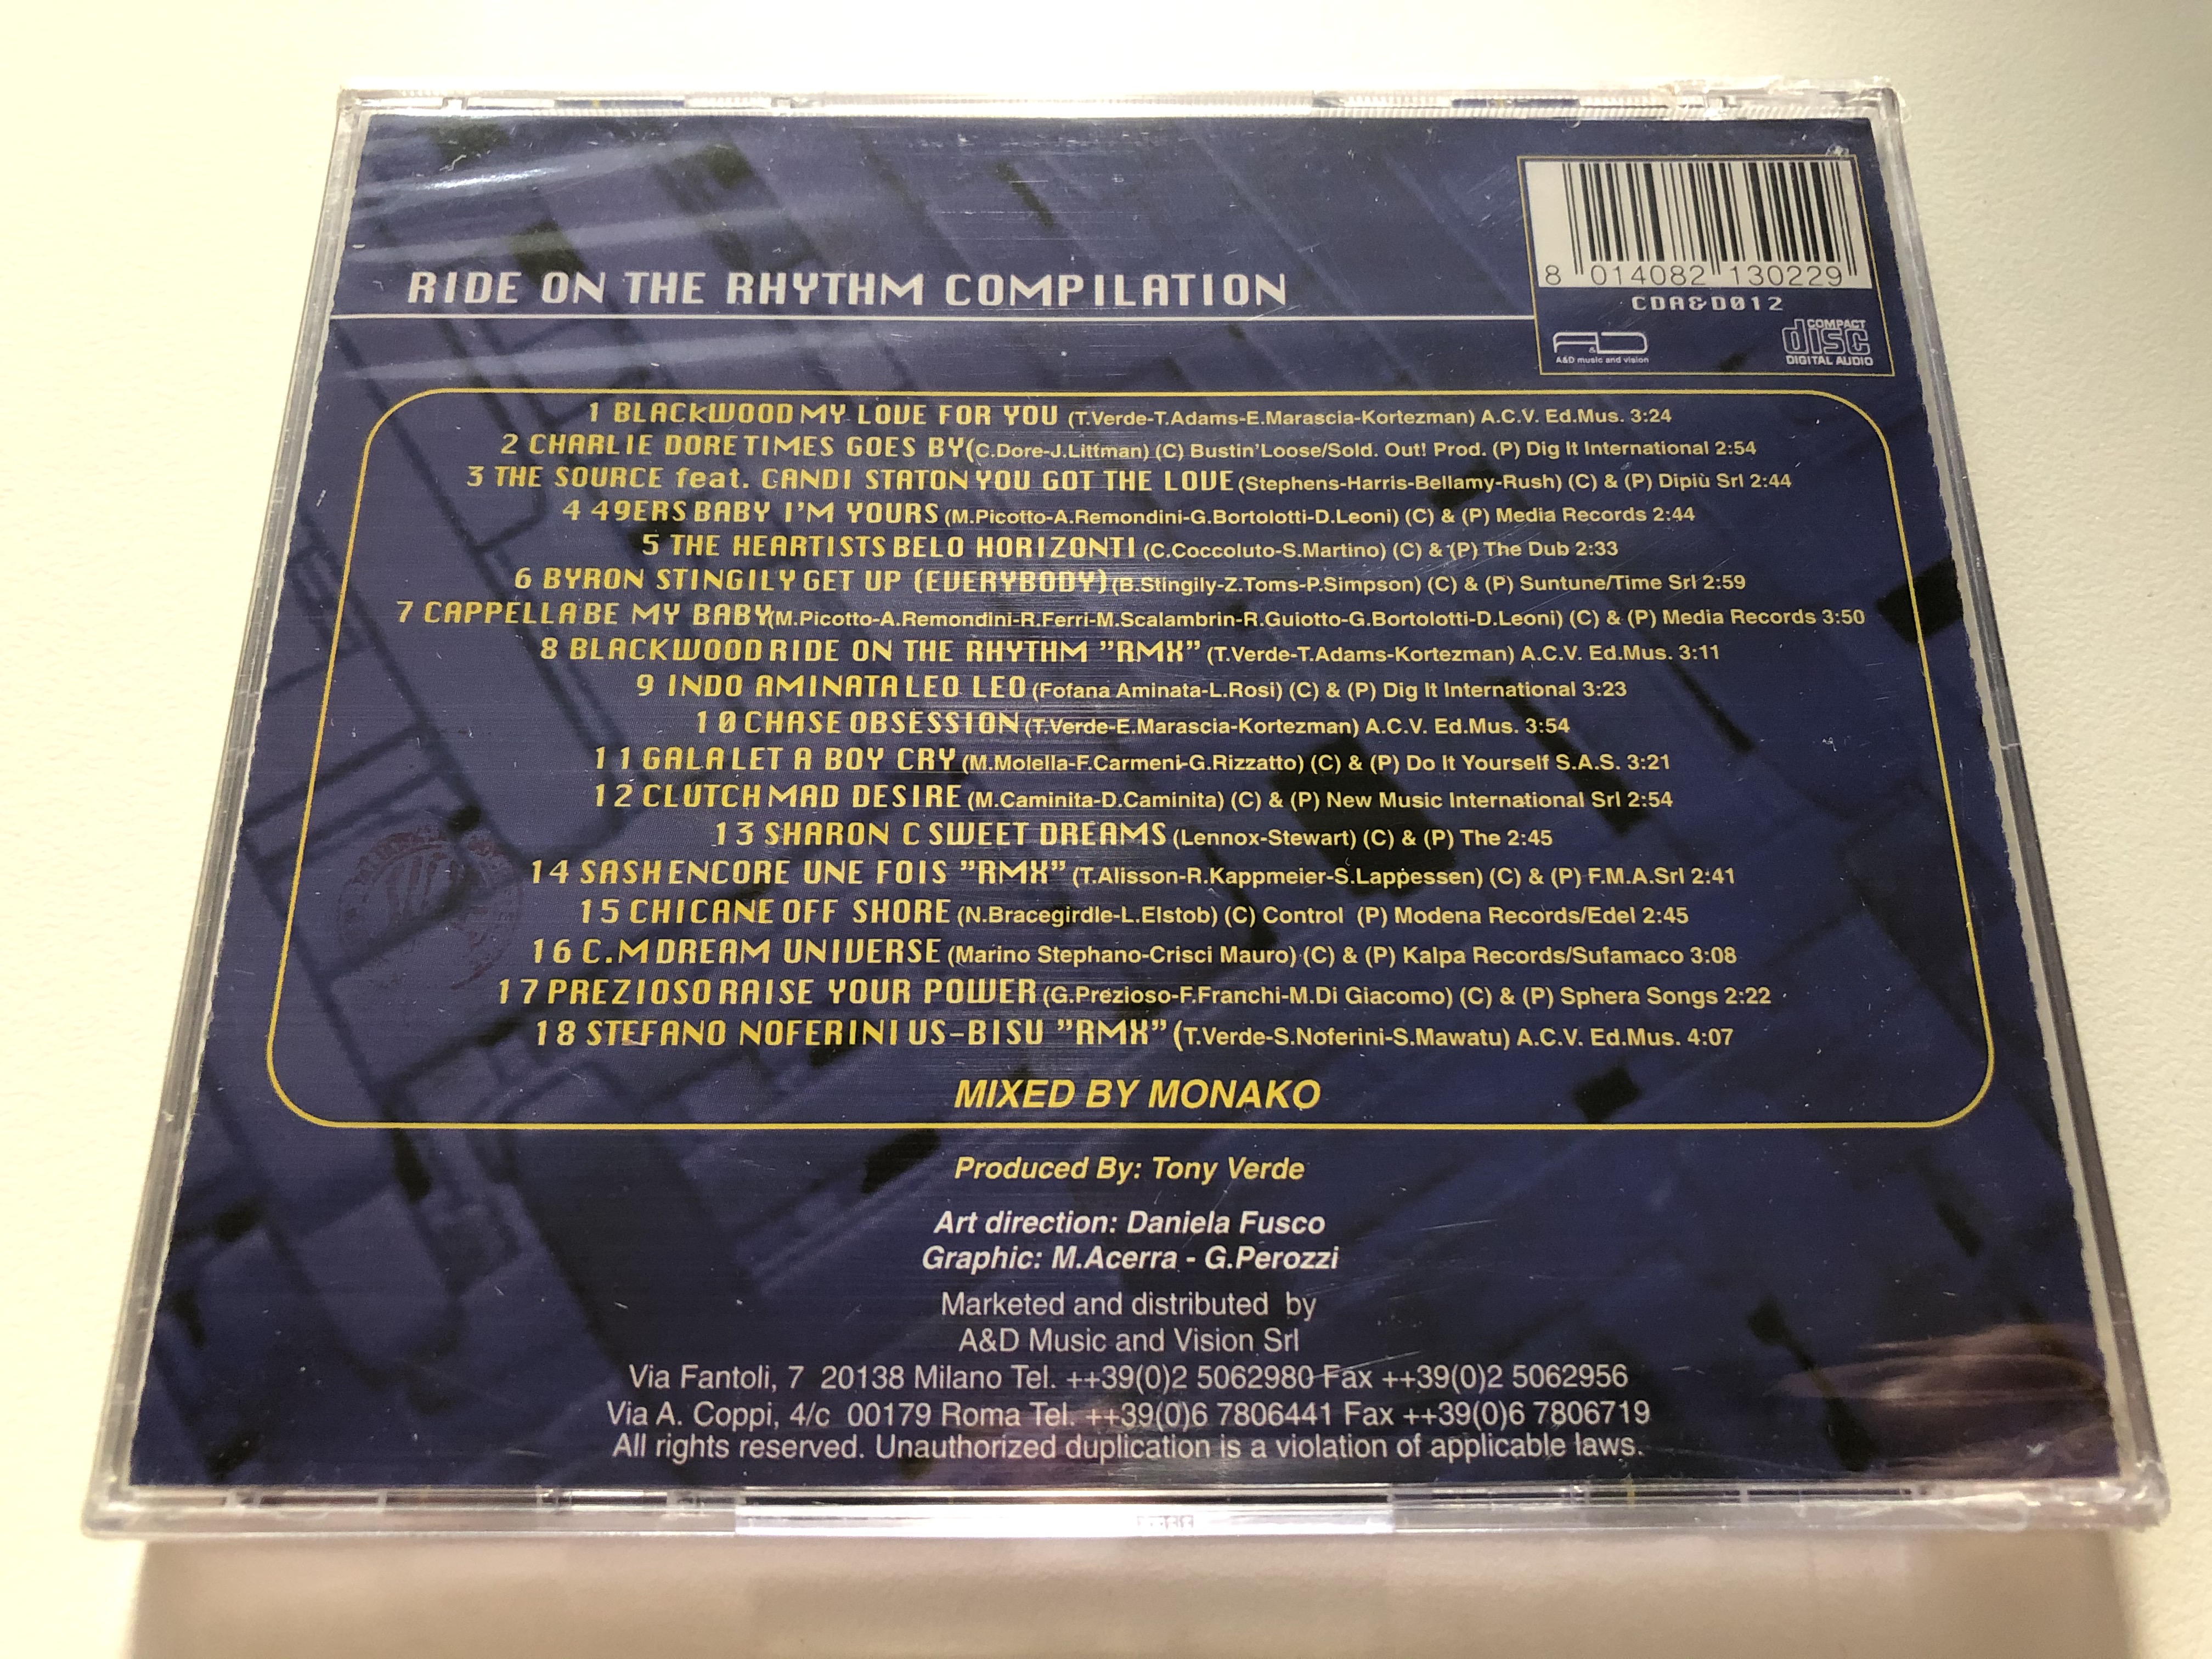 8 014082 130229
CDA&D012
A&D
A&D music and vision
COMPACT
disc
DIGITAL AUDIO
RIDE ON THE RHYTHM COMPILATION
1 BLACKWOOD MY LOVE FOR YOU (T.Verde-T.Adams-E.Marascia-Kortezman) A.C.V. Ed.Mus. 3:24
2 CHARLIE DORE TIMES GOES BY (C.Dore-J.Littman) (C) Bustin'Loose/Sold. Out! Prod. (P) Dig It International 2:54
3 THE SOURCE feat. CANDI STATON YOU GOT THE LOVE (Stephens-Harris-Bellamy-Rush) (C) & (P) Dipiù Srl 2:44
4 49ERS BABY I'M YOURS (M.Picotto-A.Remondini-G.Bortolotti-D.Leoni) (C) & (P) Media Records 2:44
5 THE HEARTISTS BELO HORIZONTI (C.Coccoluto-S.Martino) (C) & (P) The Dub 2:33
6 BYRON STINGILY GET UP (EVERYBODY) (B.Stingily-Z.Toms-P.Simpson) (C) & (P) Suntune/Time Srl 2:59
7 CAPPELLA BE MY BABY (M.Picotto-A.Remondini-R.Ferri-M.Scalambrin-R.Guiotto-G.Bortolotti-D.Leoni) (C) & (P) Media Records 3:50
8 BLACKWOOD RIDE ON THE RHYTHM "RMX" (T.Verde-T.Adams-Kortezman) A.C.V. Ed.Mus. 3:11
9 INDO AMINATA LEO LEO (Fofana Aminata-L.Rosi) (C) & (P) Dig It International 3:23
10 CHASE OBSESSION (T.Verde-E.Marascia-Kortezman) A.C.V. Ed.Mus. 3:54
11 GALA LET A BOY CRY (M.Molella-F.Carmeni-G.Rizzatto) (C) & (P) Do It Yourself S.A.S. 3:21
12 CLUTCH MAD DESIRE (M.Caminita-D.Caminita) (C) & (P) New Music International Srl 2:54
13 SHARON C SWEET DREAMS (Lennox-Stewart) (C) & (P) The 2:45
14 SASH ENCORE UNE FOIS "RMX" (T.Alisson-R.Kappmeier-S.Lappessen) (C) & (P) F.M.A.Srl 2:41
15 CHICANE OFF SHORE (N.Bracegirdle-L.Elstob) (C) Control (P) Modena Records/Edel 2:45
16 C.M DREAM UNIVERSE (Marino Stephano-Crisci Mauro) (C) & (P) Kalpa Records/Sufamaco 3:08
17 PREZIOSO RAISE YOUR POWER (G.Prezioso-F.Franchi-M.Di Giacomo) (C) & (P) Sphera Songs 2:22
18 STEFANO NOFERINI US-BISU "RMX" (T.Verde-S.Noferini-S.Mawatu) A.C.V. Ed.Mus. 4:07
MIXED BY MONAKO
Produced By: Tony Verde
Art direction: Daniela Fusco
Graphic: M.Acerra - G.Perozzi
Marketed and distributed by
A&D Music and Vision Srl
Via Fantoli, 7 20138 Milano Tel. ++39(0)2 5062980 Fax ++39(0)2 5062956
Via A. Coppi, 4/c 00179 Roma Tel. ++39(0)6 7806441 Fax ++39(0)6 7806719
All rights reserved. Unauthorized duplication is a violation of applicable laws.